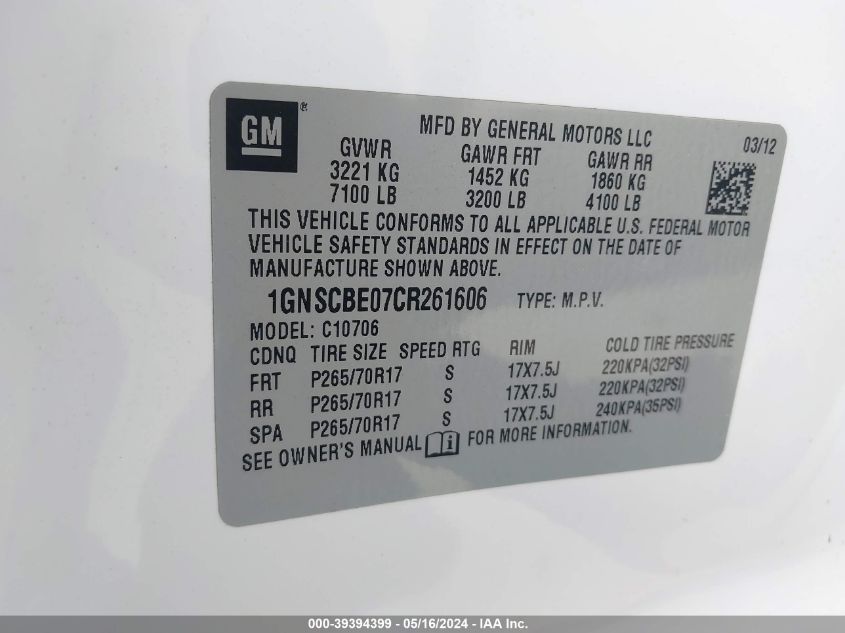 GM®
MFD BY GENERAL MOTORS LLC 03/12
GVWR GAWR FRT GAWR RR
3221 KG 1452 KG 1860 KG
7100 LB 3200 LB 4100 LB
THIS VEHICLE CONFORMS TO ALL APPLICABLE U.S. FEDERAL MOTOR
VEHICLE SAFETY STANDARDS IN EFFECT ON THE DATE OF
MANUFACTURE SHOWN ABOVE.
1GNSCBE07CR261606 TYPE: M.P.V.
MODEL: C10706
CDNQ TIRE SIZE SPEED RTG RIM COLD TIRE PRESSURE
FRT P265/70R17 S 17X7.5J 220KPA(32PSI)
RR P265/70R17 S 17X7.5J 220KPA(32PSI)
SPA P265/70R17 S 17X7.5J 240KPA(35PSI)
SEE OWNER'S MANUAL i FOR MORE INFORMATION.
000-39394399 - 05/16/2024 - IAA Inc.